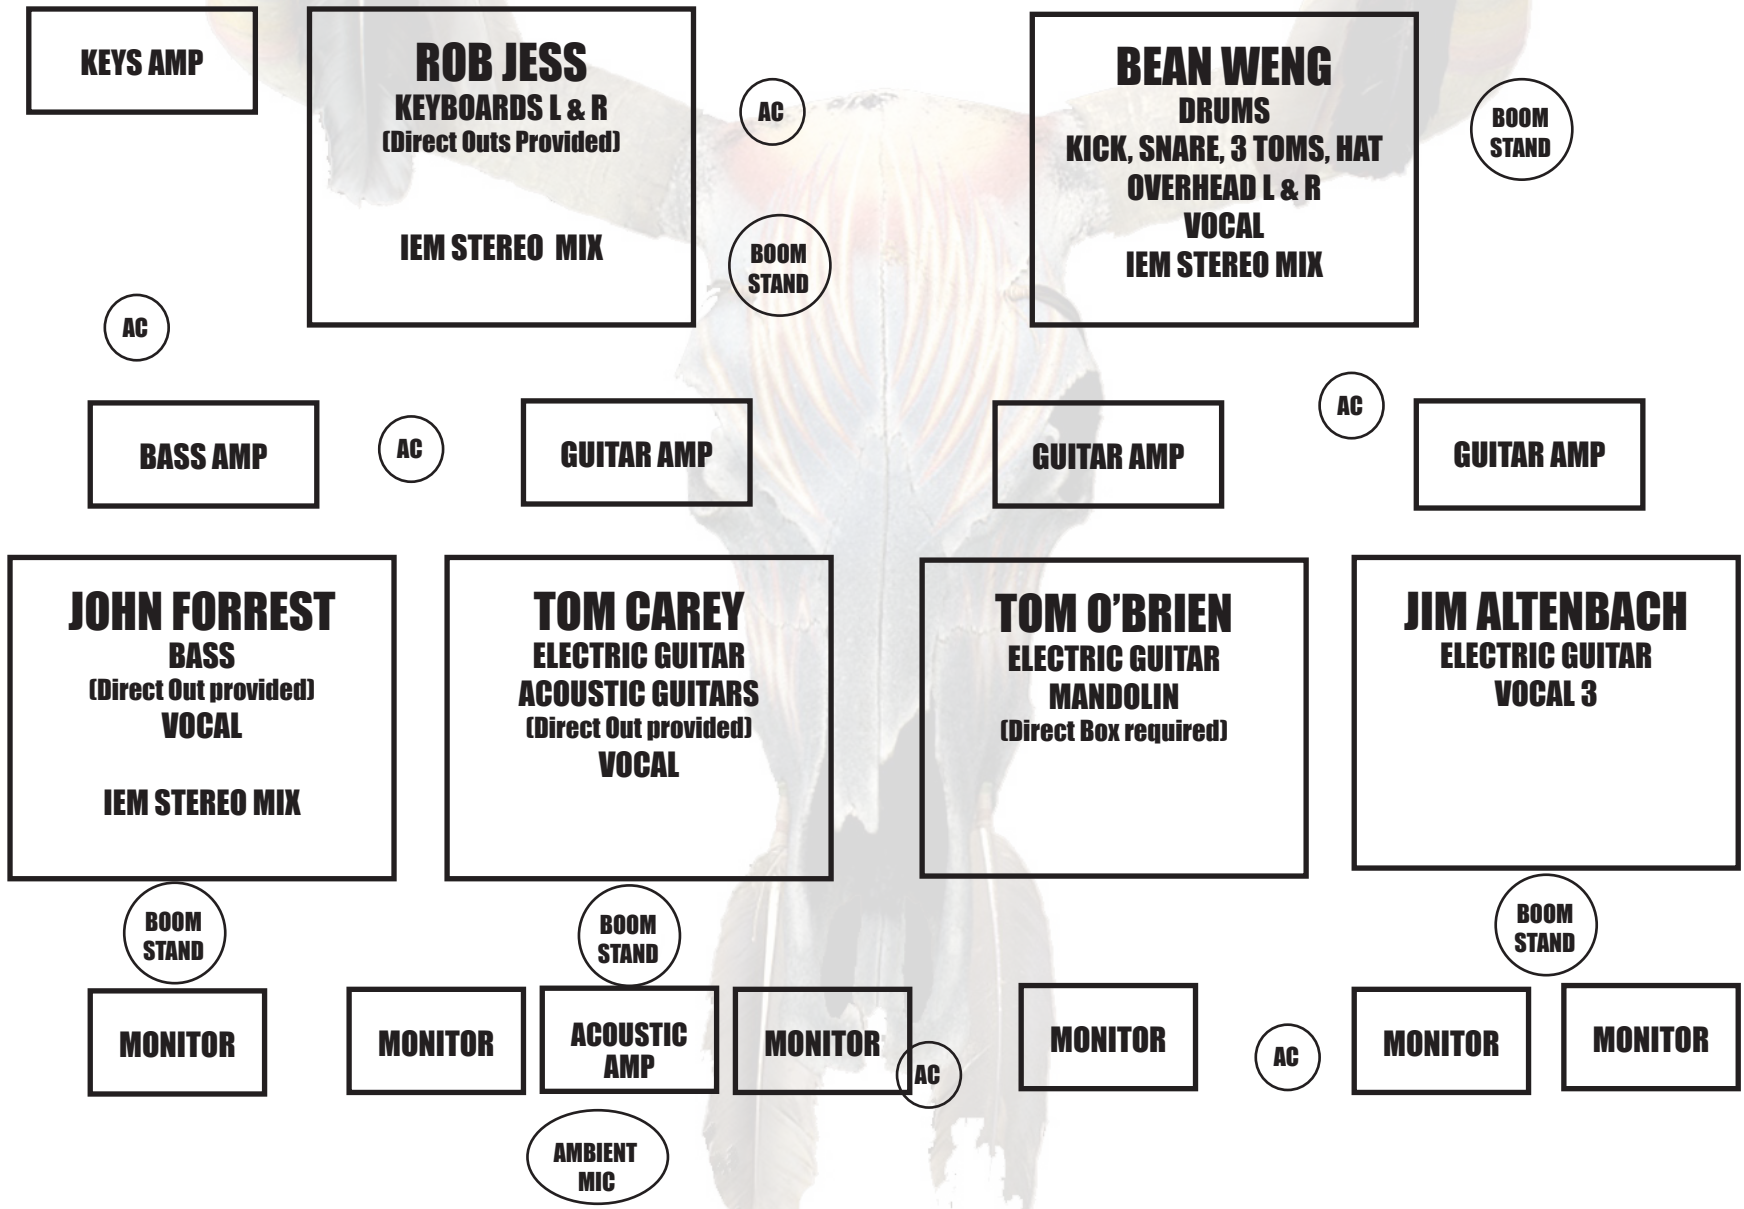 KEYS AMP
ROB JESS
KEYBOARDS L & R
(Direct Outs Provided)
IEM STEREO MIX
AC
BOOM
STAND
BEAN WENG
DRUMS
KICK, SNARE, 3 TOMS, HAT
OVERHEAD L & R
VOCAL
IEM STEREO MIX
BOOM
STAND
AC
BASS AMP
AC
GUITAR AMP
GUITAR AMP
AC
GUITAR AMP
JOHN FORREST
BASS
(Direct Out provided)
VOCAL
IEM STEREO MIX
TOM CAREY
ELECTRIC GUITAR
ACOUSTIC GUITARS
(Direct Out provided)
VOCAL
TOM O’BRIEN
ELECTRIC GUITAR
MANDOLIN
(Direct Box required)
JIM ALTENBACH
ELECTRIC GUITAR
VOCAL 3
BOOM
STAND
BOOM
STAND
BOOM
STAND
MONITOR
MONITOR
ACOUSTIC
AMP
MONITOR
AC
MONITOR
AC
MONITOR
MONITOR
AMBIENT
MIC